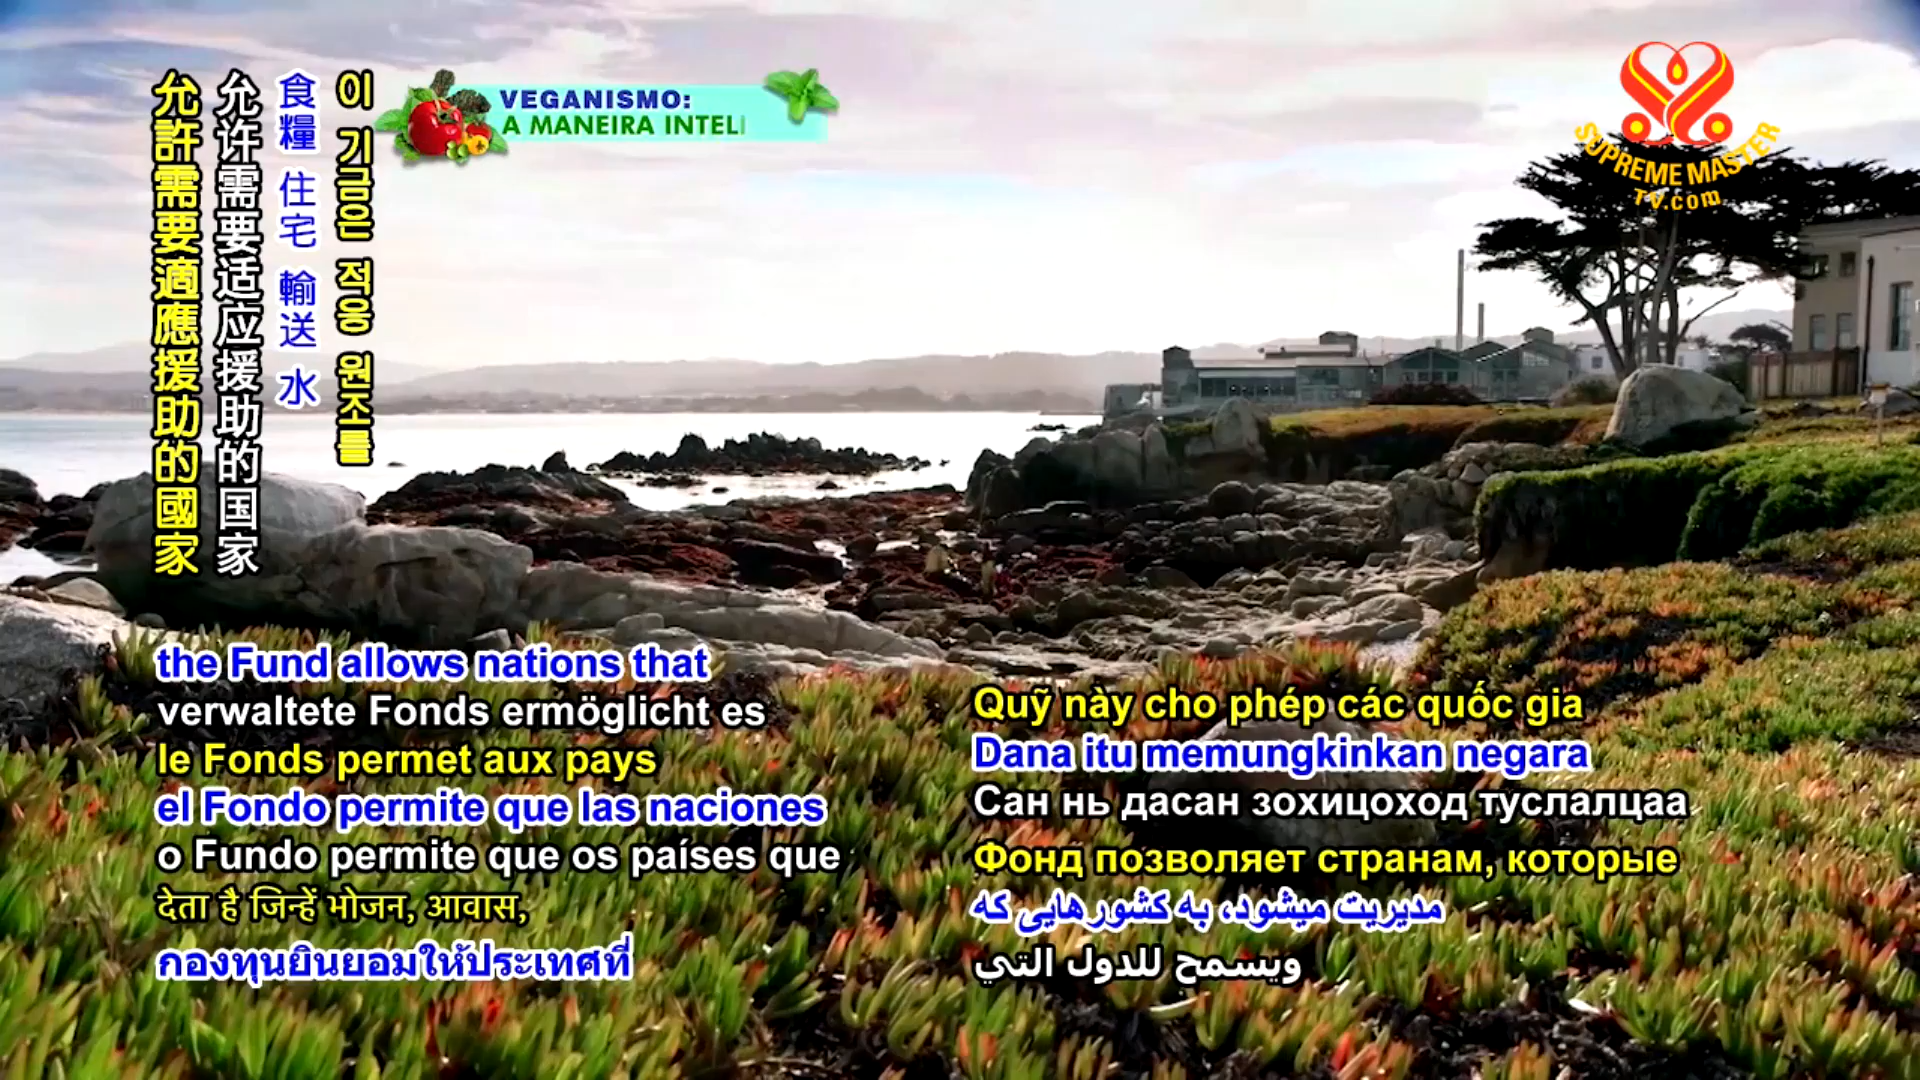 允許需要適應援助的國家
允许需要适应援助的国家
食糧 住宅 輸送 水
이 기금은 적응 원조를
VEGANISMO:
A MANEIRA INTELI
SUPREME MASTER
TV.com
the Fund allows nations that
verwaltete Fonds ermöglicht es
le Fonds permet aux pays
el Fondo permite que las naciones
o Fundo permite que os países que
देता है जिन्हें भोजन, आवास,
กองทุนยินยอมให้ประเทศที่
Quỹ này cho phép các quốc gia
Dana itu memungkinkan negara
Сан нь дасан зохицоход туслалцаа
Фонд позволяет странам, которые
مدیریت میشود، به کشورهایی که
ويسمح للدول التي